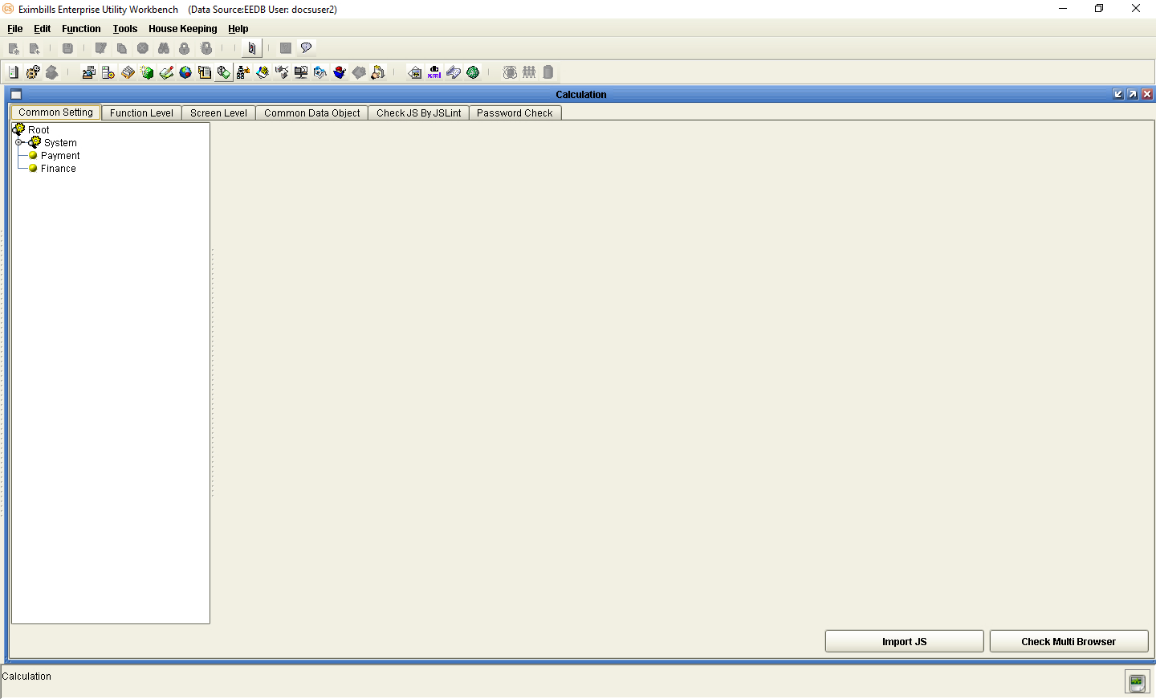 Eximbills Enterprise Utility Workbench (Data Source:EEDB User: docsuser2)
File Edit Function Tools House Keeping Help
Calculation
Common Setting Function Level Screen Level Common Data Object Check JS By JSLint Password Check
Root
System
Payment
Finance
Import JS Check Multi Browser
Calculation